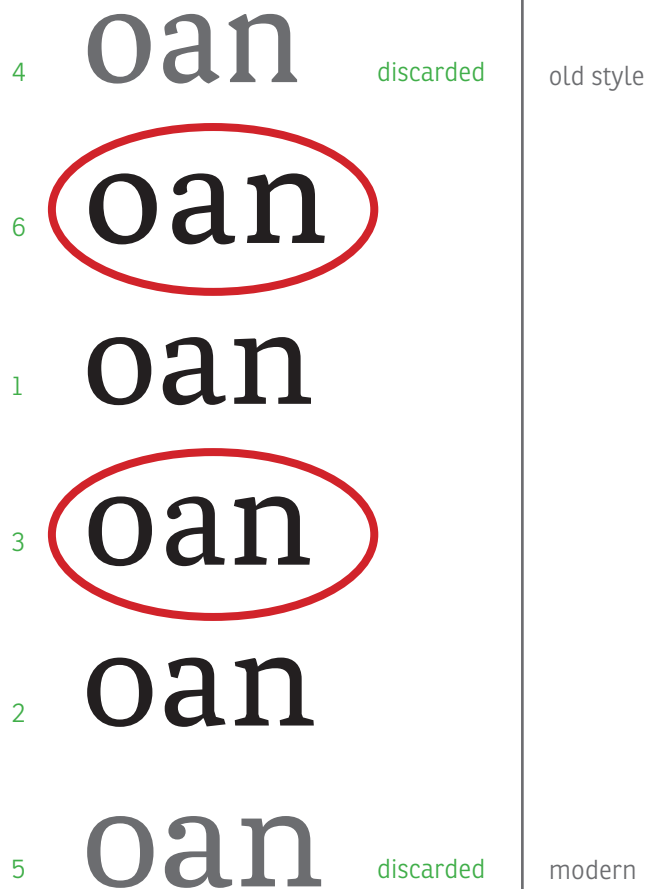 oan
4 discarded old style
oan
6
oan
1
oan
3
oan
2
oan
5 discarded modern